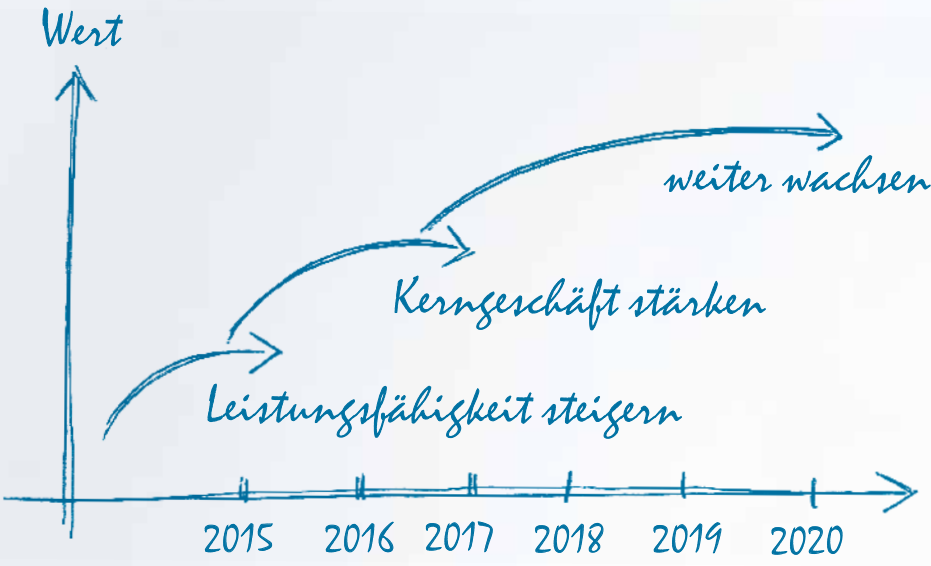 Wert
weiter wachsen
Kerngeschäft stärken
Leistungsfähigkeit steigern
2015 2016 2017 2018 2019 2020